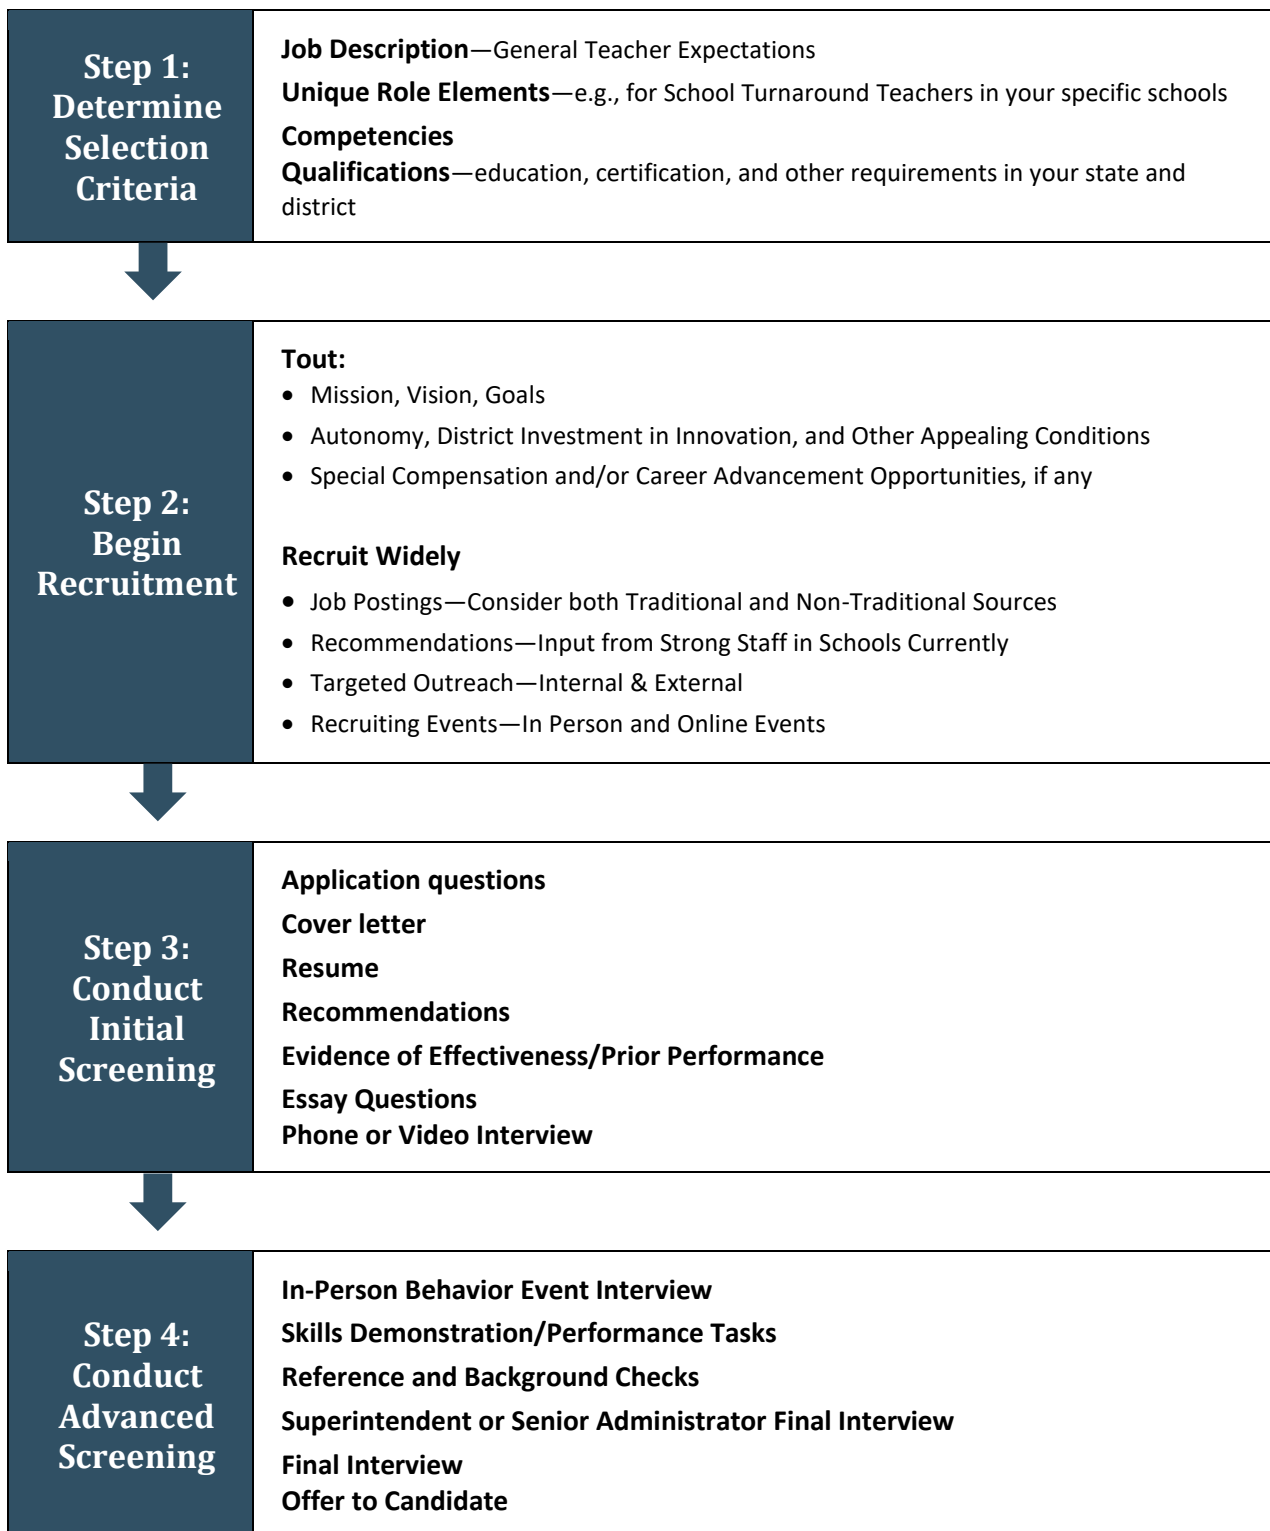 Step 1:
Determine
Selection
Criteria
Job Description—General Teacher Expectations
Unique Role Elements—e.g., for School Turnaround Teachers in your specific schools
Competencies
Qualifications—education, certification, and other requirements in your state and
district
Step 2:
Begin
Recruitment
Tout:
• Mission, Vision, Goals
• Autonomy, District Investment in Innovation, and Other Appealing Conditions
• Special Compensation and/or Career Advancement Opportunities, if any
Recruit Widely
• Job Postings—Consider both Traditional and Non-Traditional Sources
• Recommendations—Input from Strong Staff in Schools Currently
• Targeted Outreach—Internal & External
• Recruiting Events—In Person and Online Events
Step 3:
Conduct
Initial
Screening
Application questions
Cover letter
Resume
Recommendations
Evidence of Effectiveness/Prior Performance
Essay Questions
Phone or Video Interview
Step 4:
Conduct
Advanced
Screening
In-Person Behavior Event Interview
Skills Demonstration/Performance Tasks
Reference and Background Checks
Superintendent or Senior Administrator Final Interview
Final Interview
Offer to Candidate